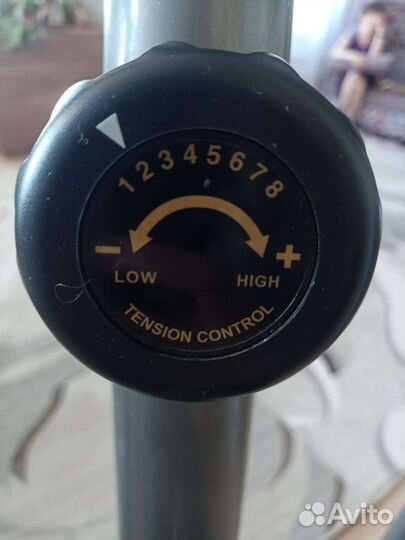 12345678
- +
LOW HIGH
TENSION CONTROL
Avito